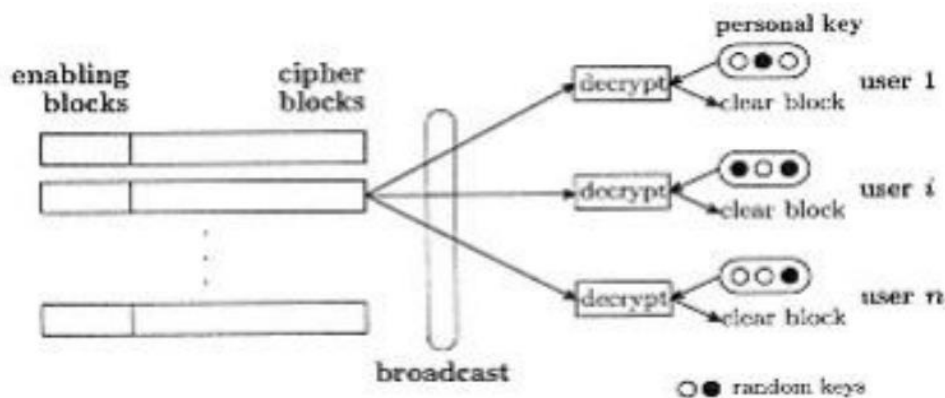 personal key
enabling blocks
cipher blocks
decrypt
clear block
user 1
decrypt
clear block
user i
decrypt
clear block
user n
broadcast
random keys